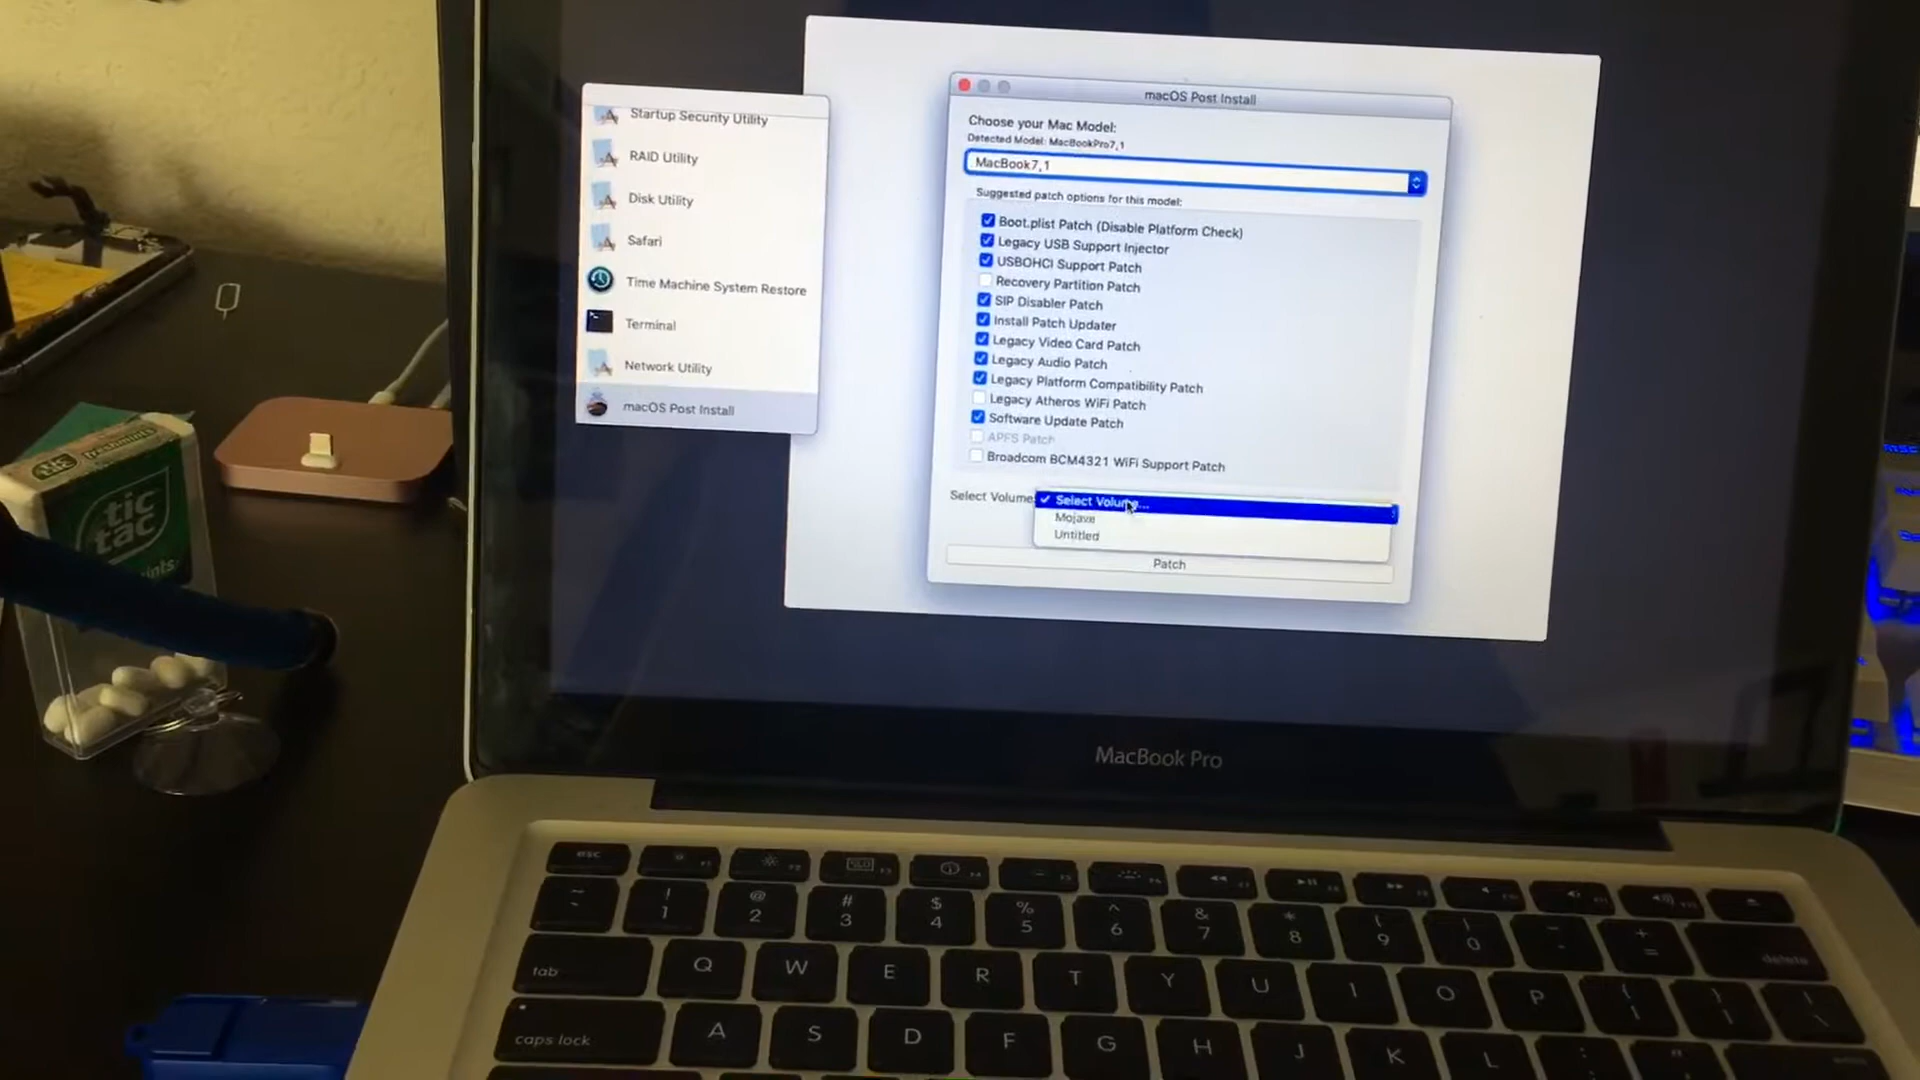 Startup Security Utility
RAID Utility
Disk Utility
Safari
Time Machine System Restore
Terminal
Network Utility
macOS Post Install
macOS Post Install
Choose your Mac Model:
Detected Model: MacBookPro7,1
MacBook7,1
Suggested patch options for this model:
Boot.plist Patch (Disable Platform Check)
Legacy USB Support Injector
USBOHCI Support Patch
Recovery Partition Patch
SIP Disabler Patch
Install Patch Updater
Legacy Video Card Patch
Legacy Audio Patch
Legacy Platform Compatibility Patch
Legacy Atheros WiFi Patch
Software Update Patch
APFS Patch
Broadcom BCM4321 WiFi Support Patch
Select Volume:
Select Volume...
Mojave
Untitled
Patch
tic tac
freshmints
MacBook Pro
esc
~ ! @ # $ % ^ & * ( ) - +
1 2 3 4 5 6 7 8 9 0 =
delete
tab Q W E R T Y U I O P
caps lock A S D F G H J K L